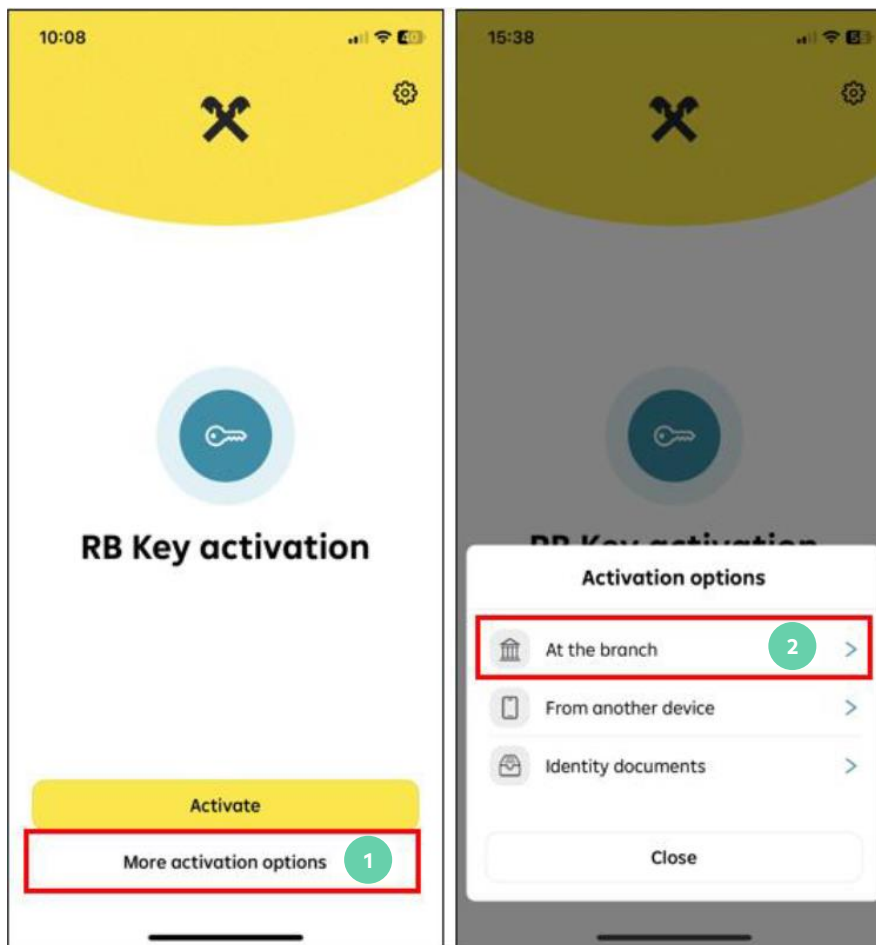 10:08
RB Key activation
Activate
More activation options
1
15:38
Activation options
At the branch
2
From another device
Identity documents
Close